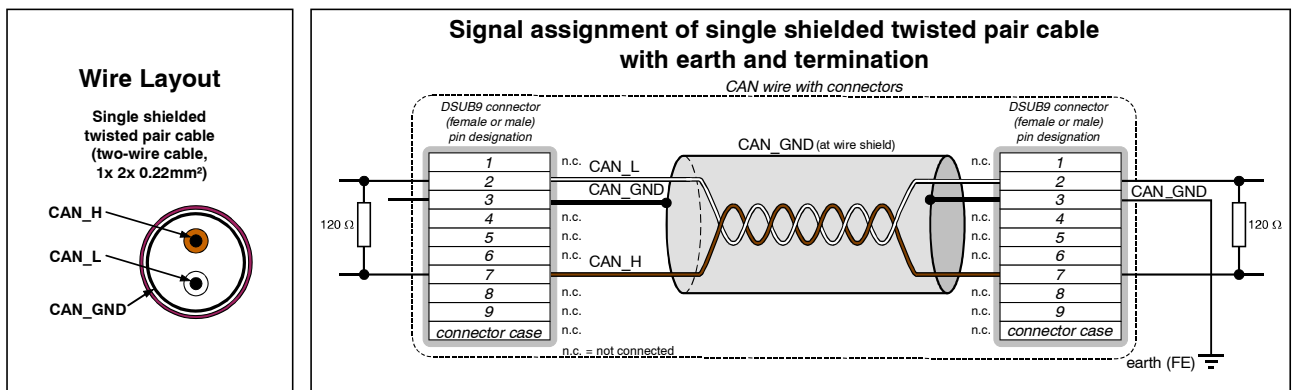 Wire Layout
Single shielded
twisted pair cable
(two-wire cable,
1x 2x 0.22mm²)
CAN_H
CAN_L
CAN_GND
Signal assignment of single shielded twisted pair cable
with earth and termination
CAN wire with connectors
DSUB9 connector
(female or male)
pin designation
1
2
3
4
5
6
7
8
9
connector case
120 Ω
n.c.
CAN_L
CAN_GND
n.c.
n.c.
n.c.
CAN_H
n.c.
n.c.
n.c.
n.c. = not connected
CAN_GND (at wire shield)
DSUB9 connector
(female or male)
pin designation
n.c.
n.c.
n.c.
n.c.
n.c.
n.c.
n.c.
1
2
3
4
5
6
7
8
9
connector case
CAN_GND
120 Ω
earth (FE)